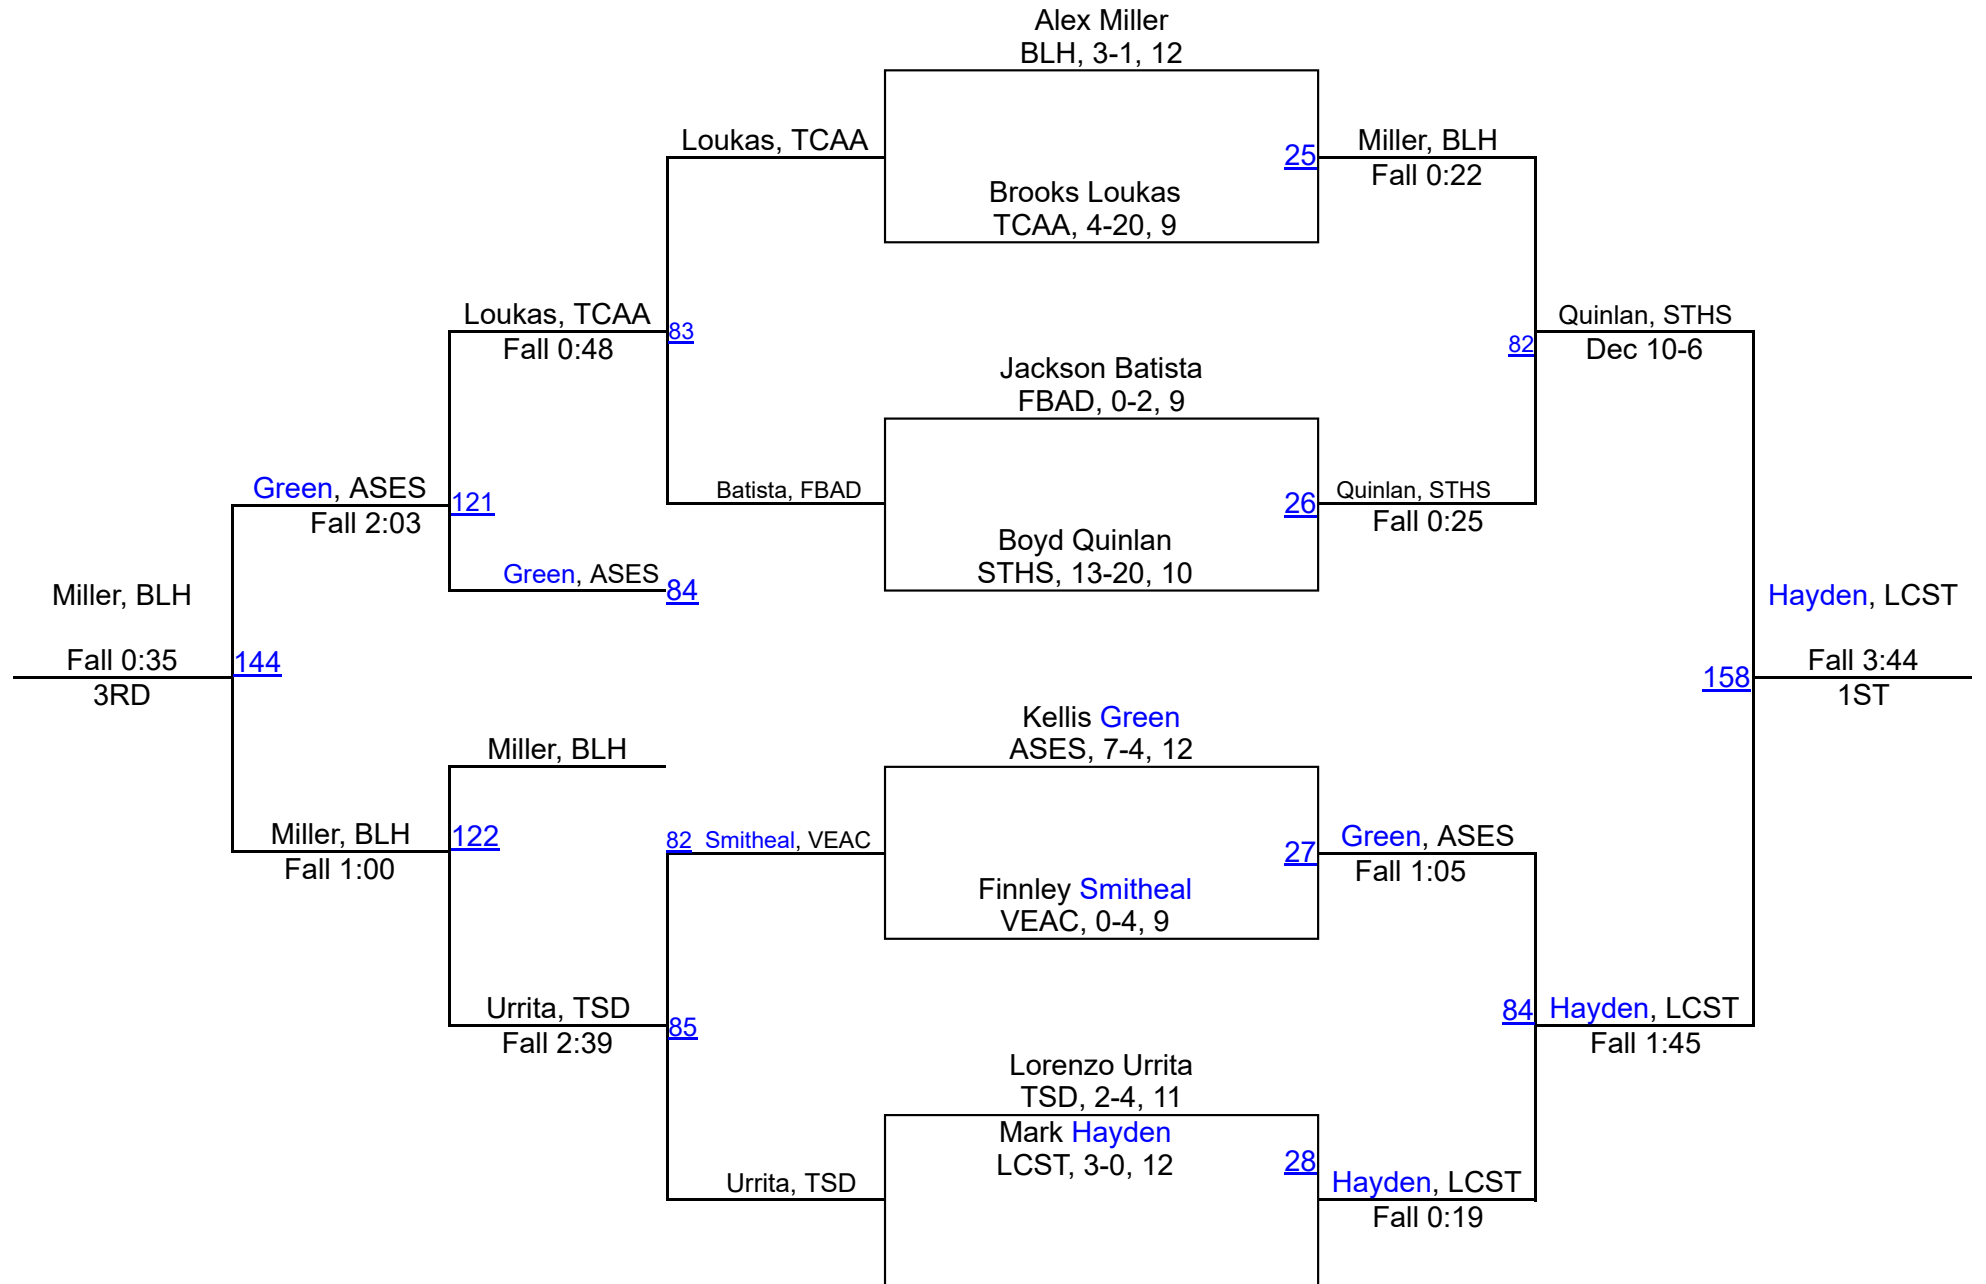 Alex Miller
BLH, 3-1, 12
Loukas, TCAA
25
Miller, BLH
Fall 0:22
Brooks Loukas
TCAA, 4-20, 9
Loukas, TCAA
Fall 0:48
83
82
Quinlan, STHS
Dec 10-6
Jackson Batista
FBAD, 0-2, 9
Green, ASES
Fall 2:03
121
Batista, FBAD
26
Quinlan, STHS
Fall 0:25
Boyd Quinlan
STHS, 13-20, 10
Green, ASES
84
Miller, BLH
Fall 0:35
3RD
144
Hayden, LCST
158
Fall 3:44
1ST
Kellis Green
ASES, 7-4, 12
Miller, BLH
Miller, BLH
Fall 1:00
122
82
Smitheal, VEAC
27
Green, ASES
Fall 1:05
Finnley Smitheal
VEAC, 0-4, 9
Urrita, TSD
Fall 2:39
85
84
Hayden, LCST
Fall 1:45
Lorenzo Urrita
TSD, 2-4, 11
Mark Hayden
LCST, 3-0, 12
28
Urrita, TSD
Hayden, LCST
Fall 0:19